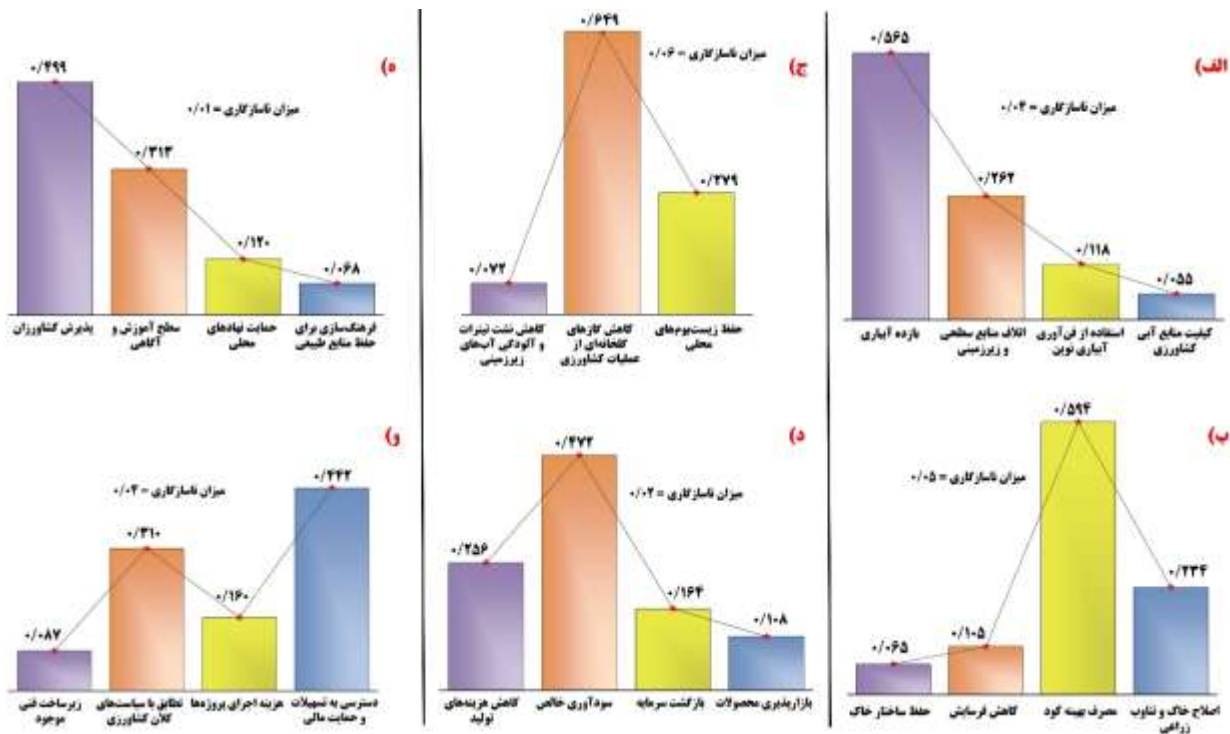 الف)
میزان ناسازگاری = ۰/۰۴
۰/۵۶۵
۰/۲۶۲
۰/۱۱۸
۰/۰۵۵
بازده آبیاری
اتلاف منابع سطحی
و زیرزمینی
استفاده از فن‌آوری
آبیاری نوین
کیفیت منابع آبی
کشاورزی
ب)
میزان ناسازگاری = ۰/۰۵
۰/۰۶۵
۰/۱۰۵
۰/۵۹۴
۰/۲۳۴
حفظ ساختار خاک
کاهش فرسایش
مصرف بهینه کود
اصلاح خاک و تناوب
زراعی
ج)
میزان ناسازگاری = ۰/۰۶
۰/۰۷۲
۰/۶۴۹
۰/۲۷۹
کاهش نشت نیترات
و آلودگی آب‌های
زیرزمینی
کاهش گازهای
گلخانه‌ای از
عملیات کشاورزی
حفظ زیست‌بوم‌های
محلی
د)
میزان ناسازگاری = ۰/۰۲
۰/۲۵۶
۰/۴۷۲
۰/۱۶۴
۰/۱۰۸
کاهش هزینه‌های
تولید
سودآوری خالص
بازگشت سرمایه
بازارپذیری محصولات
ه)
میزان ناسازگاری = ۰/۰۱
۰/۴۹۹
۰/۳۱۳
۰/۱۲۰
۰/۰۶۸
پذیرش کشاورزان
سطح آموزش و
آگاهی
حمایت نهادهای
محلی
فرهنگ‌سازی برای
حفظ منابع طبیعی
و)
میزان ناسازگاری = ۰/۰۴
۰/۰۸۷
۰/۳۱۰
۰/۱۶۰
۰/۴۴۲
زیرساخت فنی
موجود
تطابق با سیاست‌های
کلان کشاورزی
هزینه اجرای پروژه‌ها
دسترسی به تسهیلات
و حمایت مالی